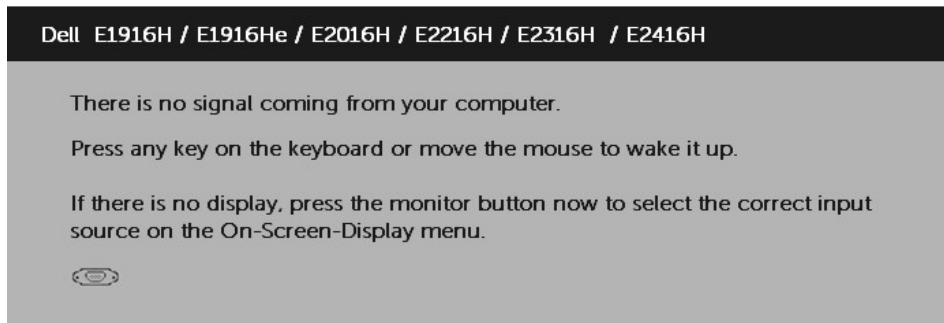 Dell E1916H / E1916He / E2016H / E2216H / E2316H / E2416H
There is no signal coming from your computer.
Press any key on the keyboard or move the mouse to wake it up.
If there is no display, press the monitor button now to select the correct input
source on the On-Screen-Display menu.